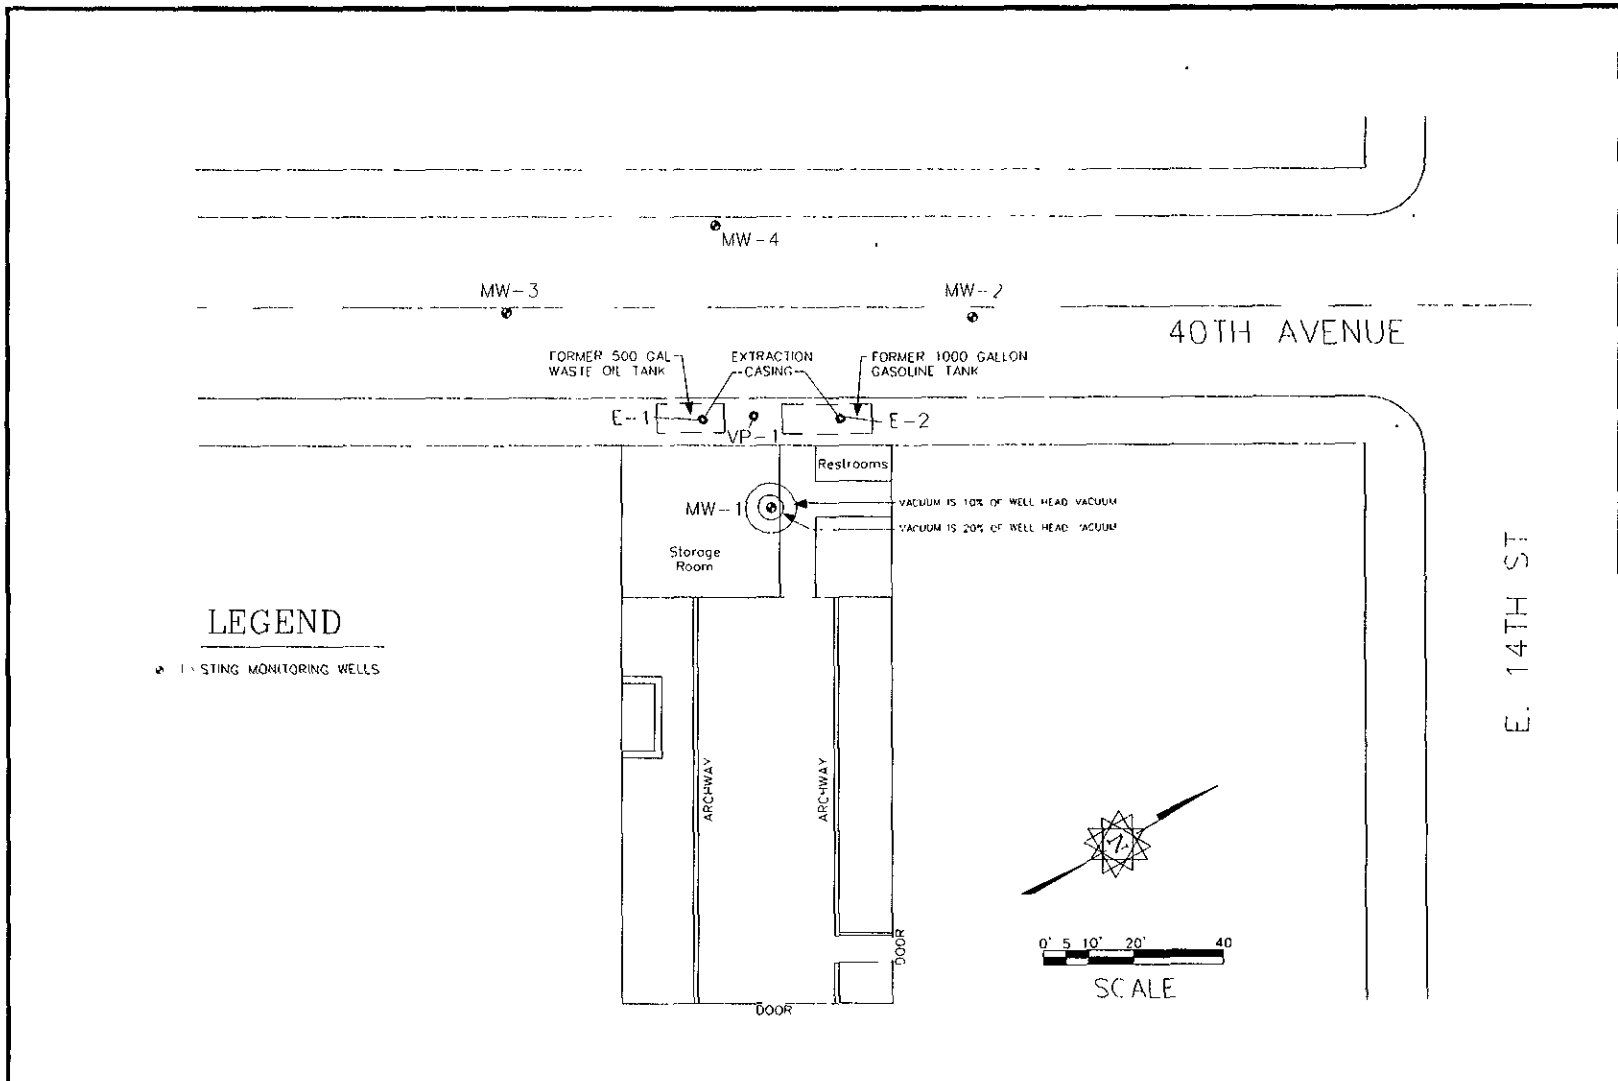 MW-4
MW-3
MW-2
40TH AVENUE
FORMER 500 GAL
WASTE OIL TANK
EXTRACTION
CASING
FORMER 1000 GALLON
GASOLINE TANK
E-1
VP-1
E-2
Restrooms
MW-1
VACUUM IS 10% OF WELL HEAD VACUUM
VACUUM IS 20% OF WELL HEAD VACUUM
Storage
Room
E. 14TH ST
LEGEND
STING MONITORING WELLS
ARCHWAY
ARCHWAY
N
DOOR
0' 5 10' 20' 40
SCALE
DOOR